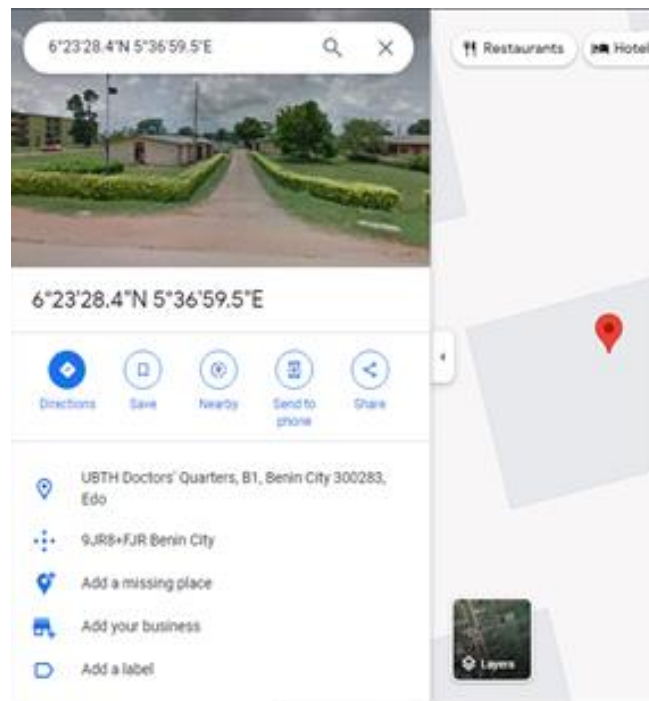 6°23'28.4"N 5°36'59.5"E
Restaurants
Hotel
6°23'28.4"N 5°36'59.5"E
Directions
Save
Nearby
Send to
phone
Share
UBTH Doctors' Quarters, B1, Benin City 300283,
Edo
9JR8+FJR Benin City
Add a missing place
Add your business
Add a label
Layers